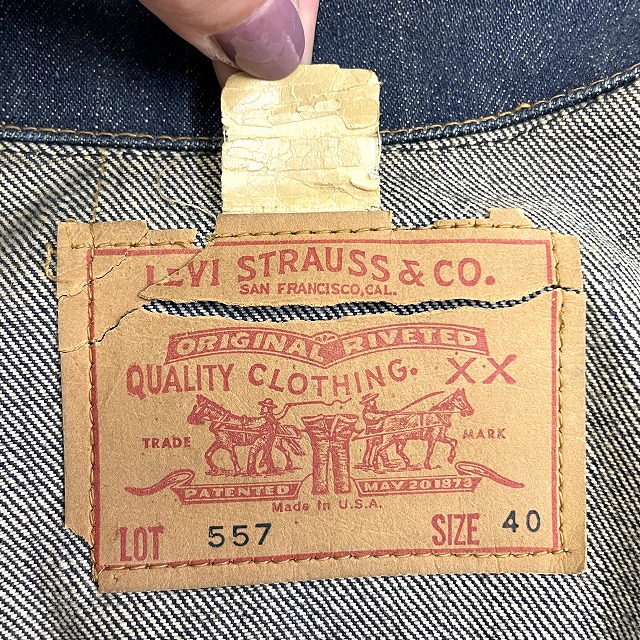 LEVI STRAUSS & CO.
SAN FRANCISCO, CAL.
ORIGINAL RIVETED
QUALITY CLOTHING. XX
TRADE MARK
PATENTED MAY 20 1873
Made in U.S.A.
LOT 557 SIZE 40